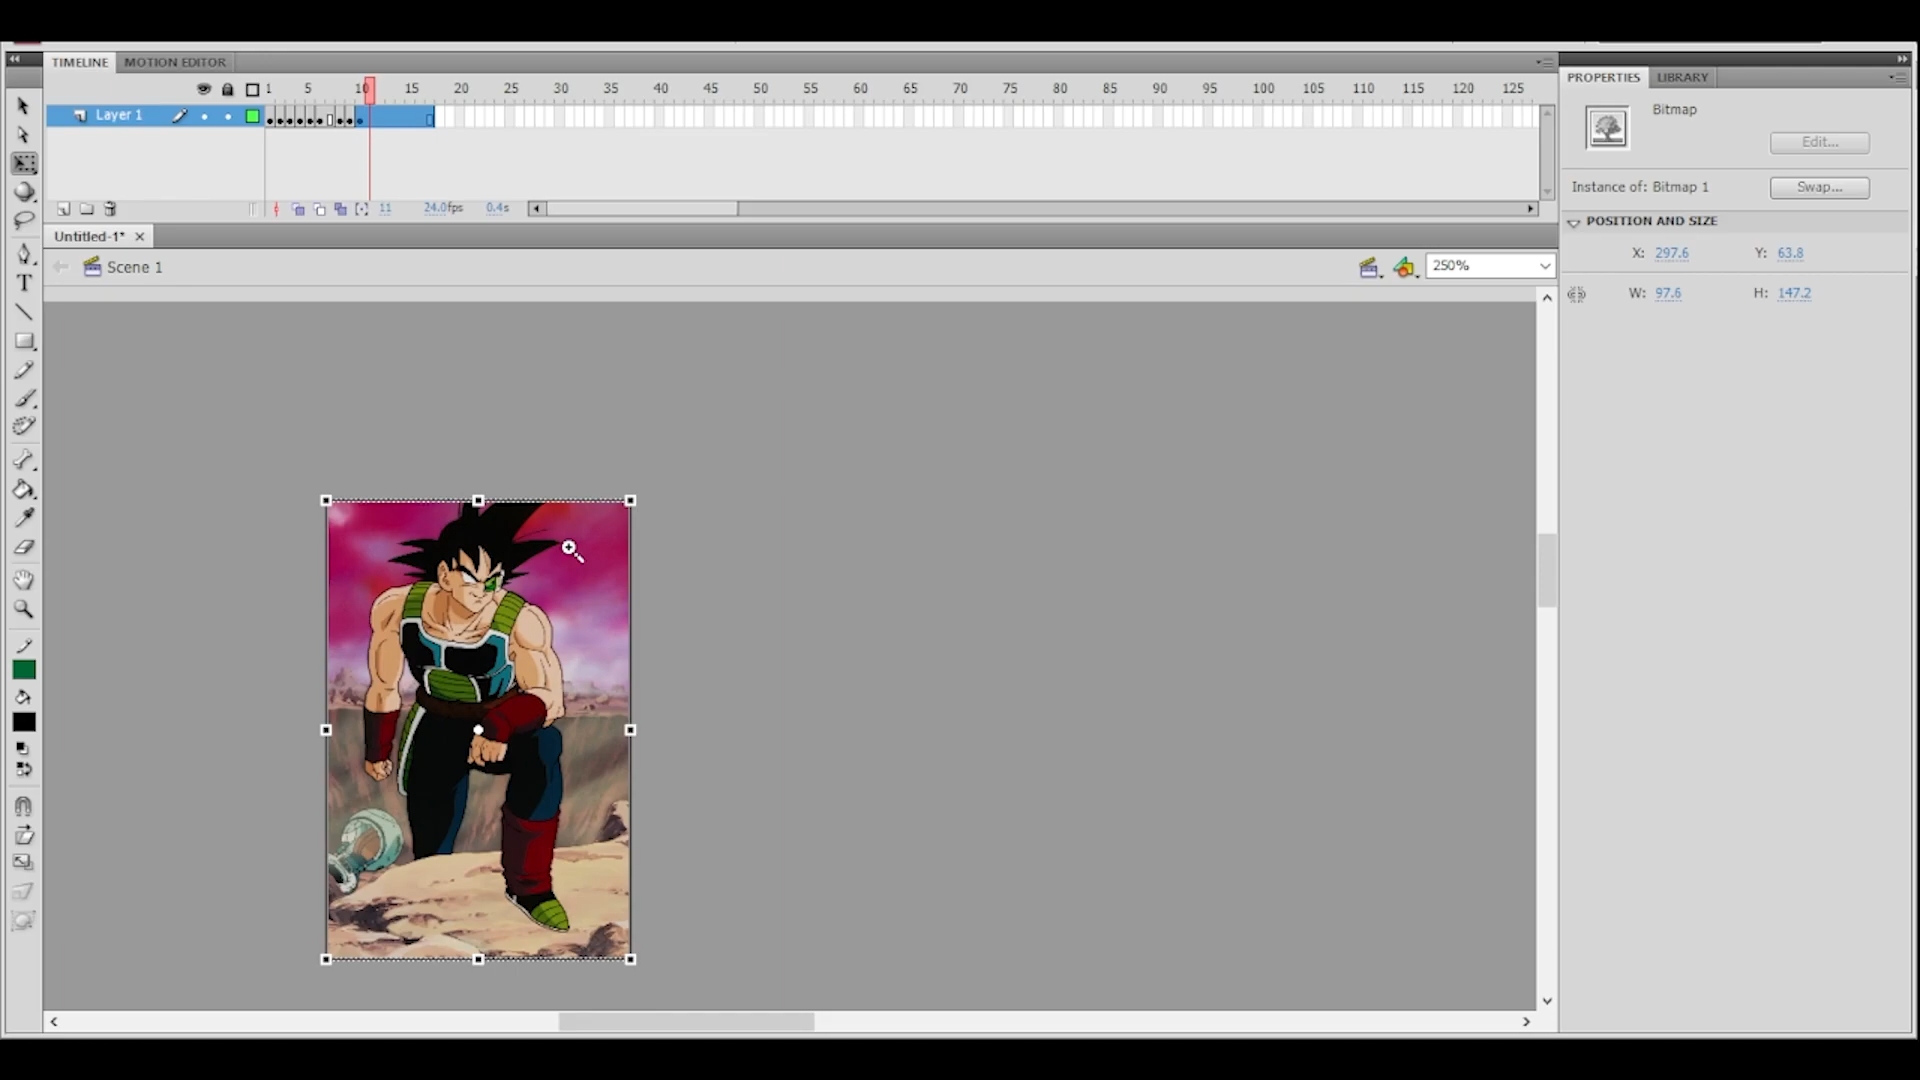 TIMELINE MOTION EDITOR
1 5 10 15 20 25 30 35 40 45 50 55 60 65 70 75 80 85 90 95 100 105 110 115 120 125
Layer 1
11 24.0fps 0.4s
Untitled-1*
Scene 1
250%
T
PROPERTIES LIBRARY
Bitmap
Edit...
Instance of: Bitmap 1 Swap...
POSITION AND SIZE
X: 297.6 Y: 63.8
W: 97.6 H: 147.2